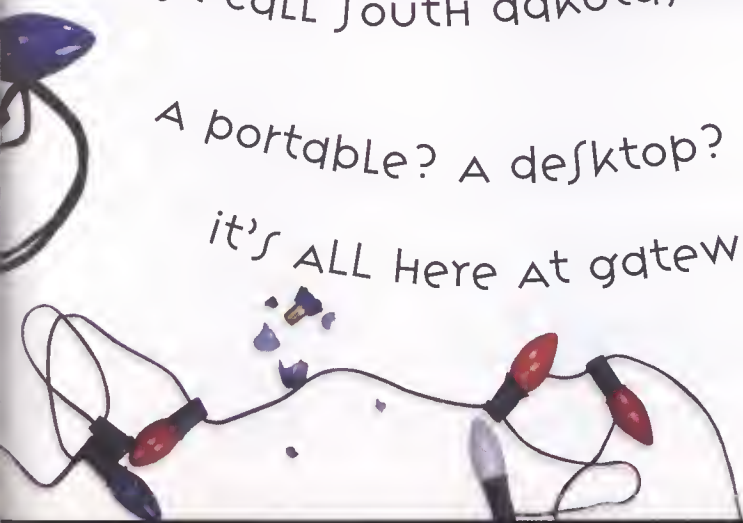 cALL SoutH dakota,
A portabLe? A desktop?
it's ALL Here At gatew